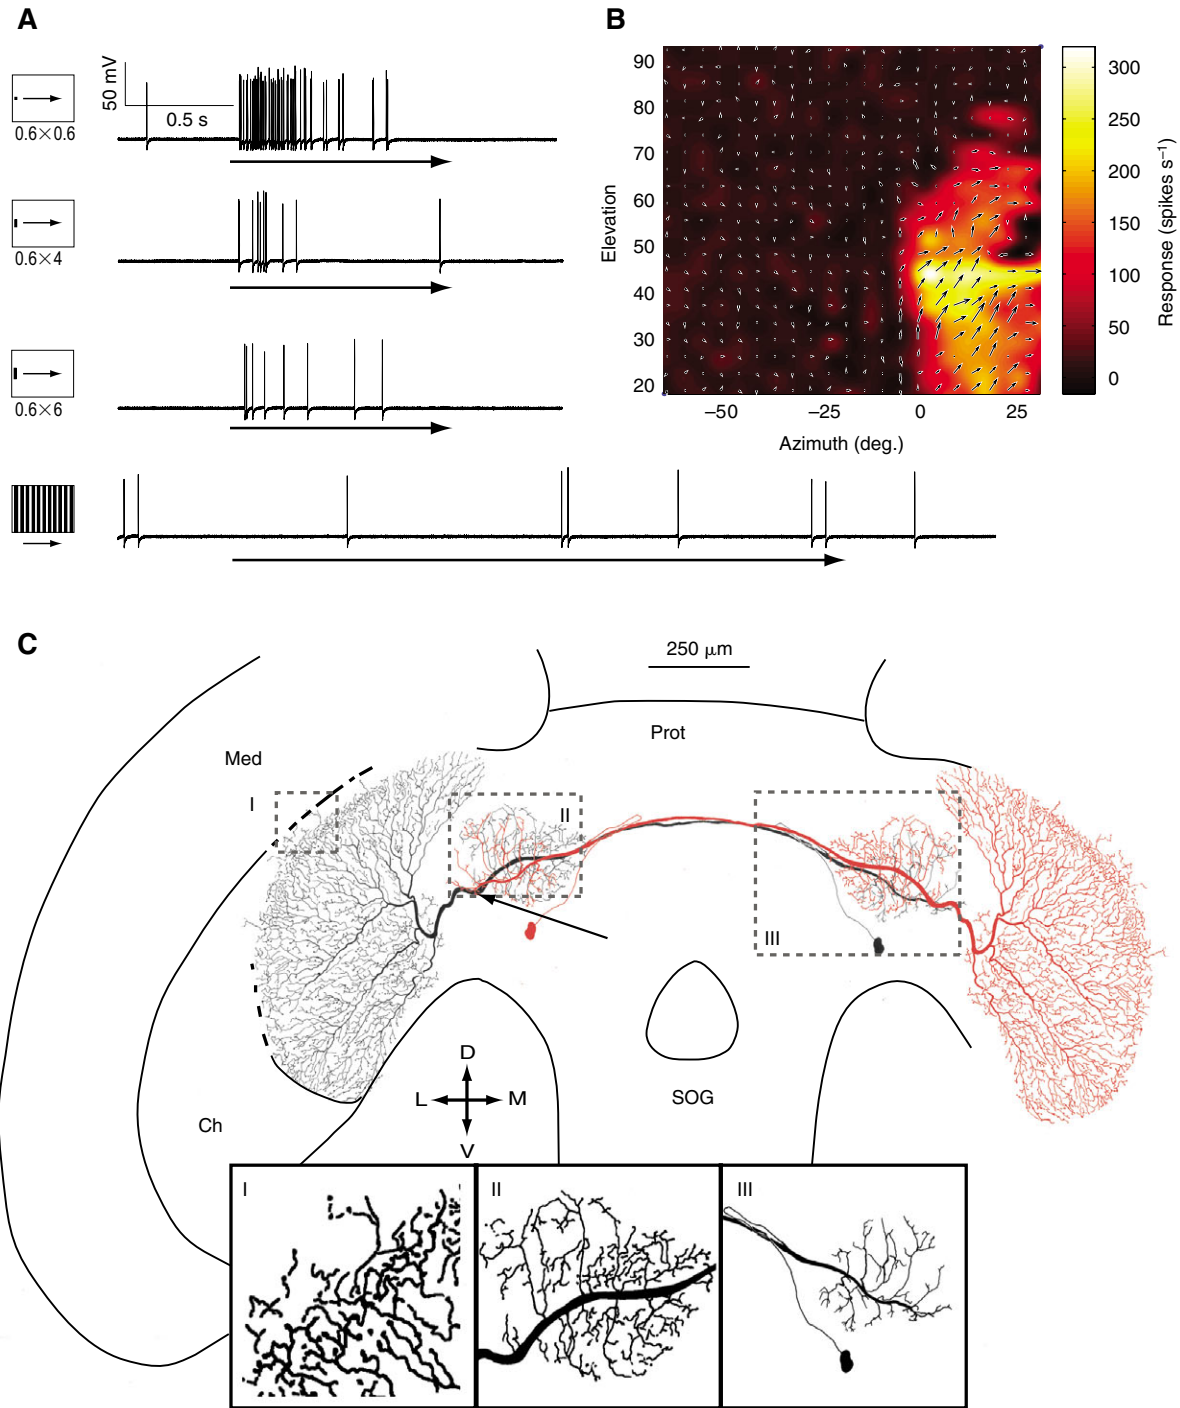 A
50 mV
0.5 s
0.6×0.6
0.6×4
0.6×6
B
90
80
70
60
50
40
30
20
Elevation
–50
–25
0
25
Azimuth (deg.)
300
250
200
150
100
50
0
Response (spikes s–1)
C
250 µm
Prot
Med
I
II
III
D
L
M
V
SOG
Ch
I
II
III